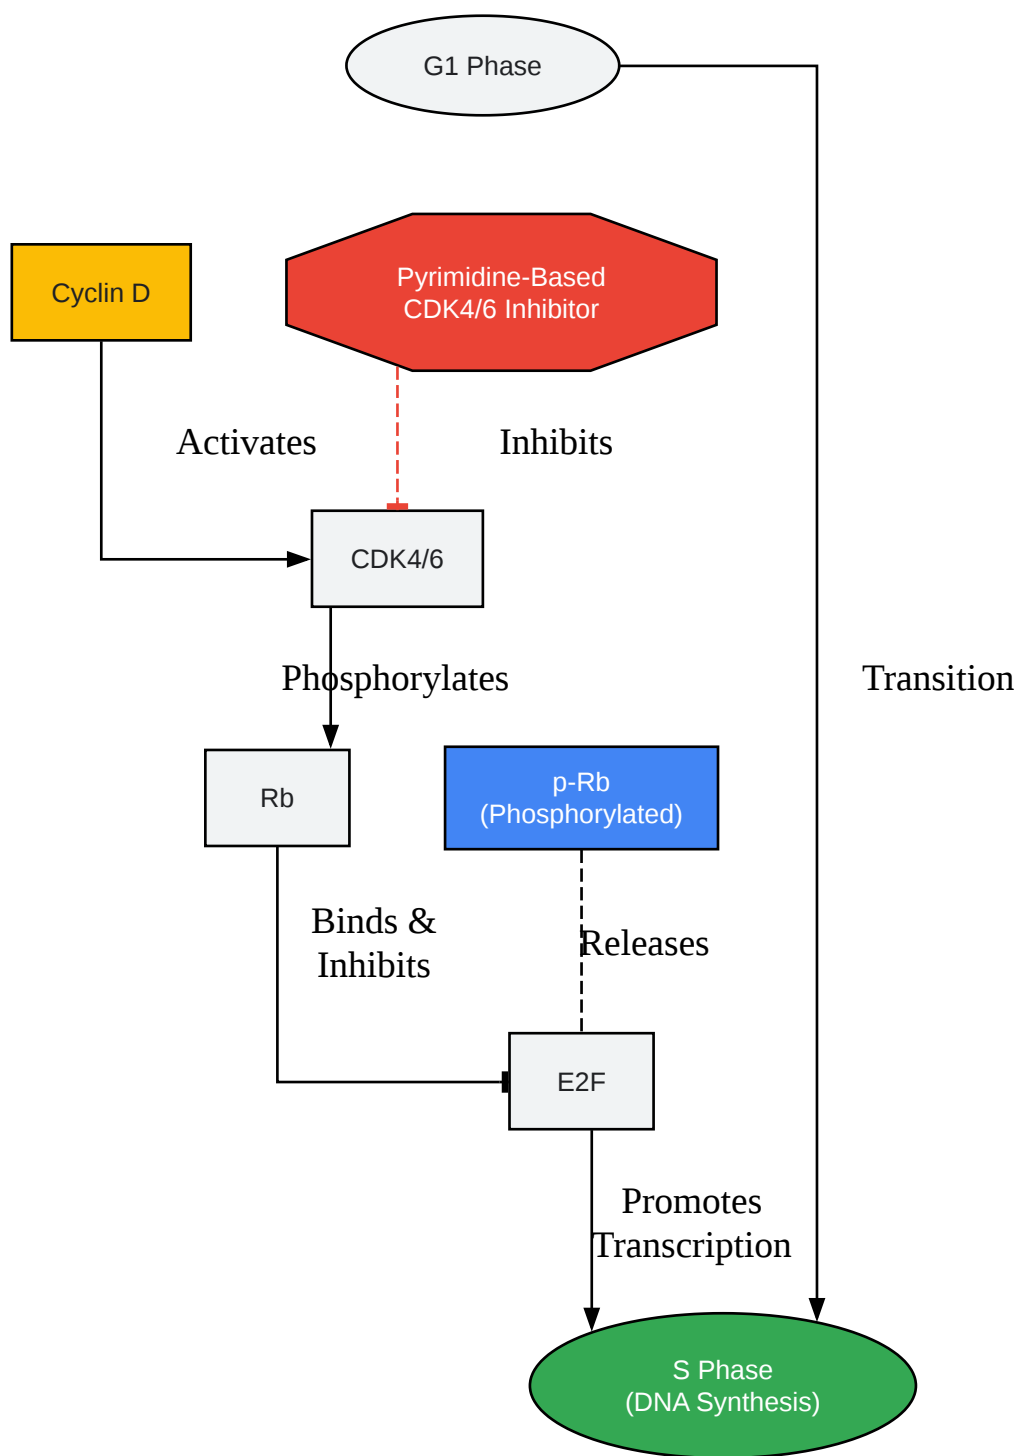 G1 Phase
Cyclin D
Pyrimidine-Based
CDK4/6 Inhibitor
Activates
Inhibits
CDK4/6
Phosphorylates
Transition
Rb
p-Rb
(Phosphorylated)
Binds &
Inhibits
Releases
E2F
Promotes
Transcription
S Phase
(DNA Synthesis)